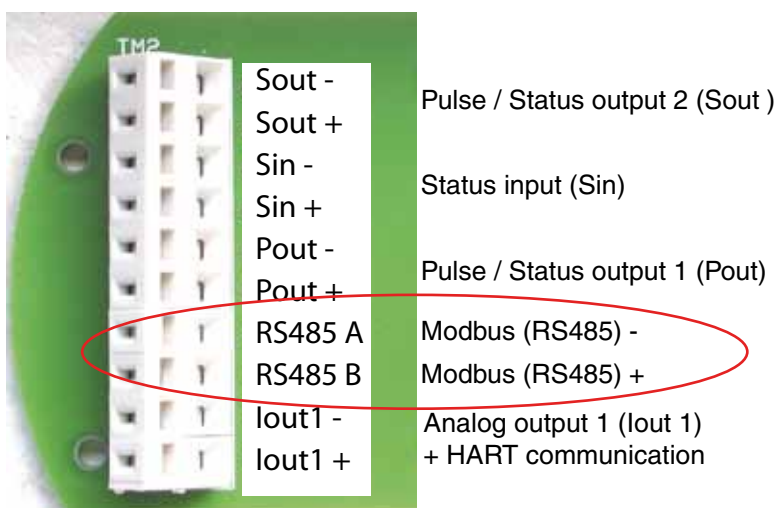 TM2
Sout -
Sout +
Pulse / Status output 2 (Sout )
Sin -
Sin +
Status input (Sin)
Pout -
Pout +
Pulse / Status output 1 (Pout)
RS485 A
Modbus (RS485) -
RS485 B
Modbus (RS485) +
Iout1 -
Iout1 +
Analog output 1 (Iout 1)
+ HART communication